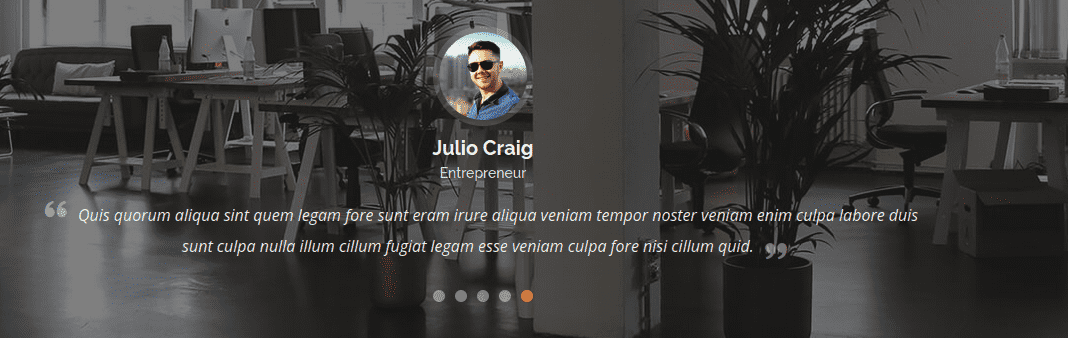 Julio Craig
Entrepreneur
“ Quis quorum aliqua sint quem legam fore sunt eram irure aliqua veniam tempor noster veniam enim culpa labore duis
sunt culpa nulla illum cillum fugiat legam esse veniam culpa fore nisi cillum quid. ”